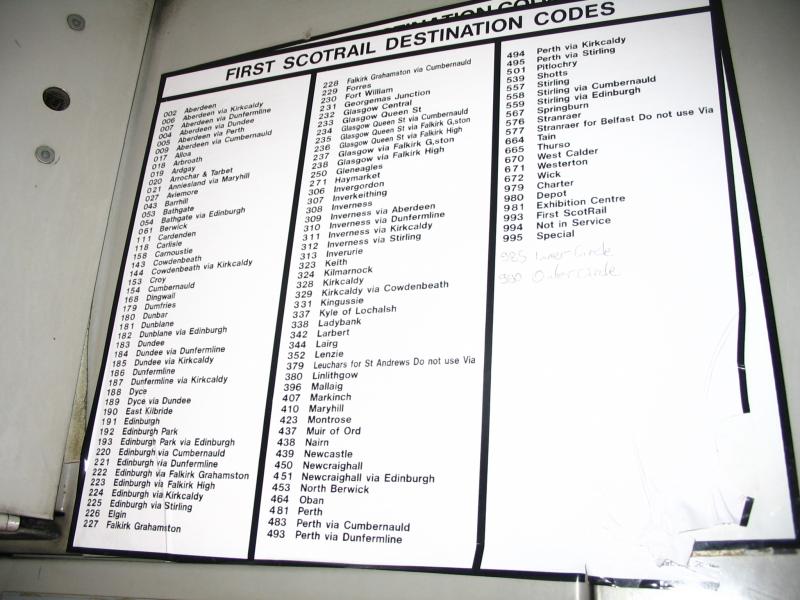 DESTINATION CODES
FIRST SCOTRAIL DESTINATION CODES
002 Aberdeen
006 Aberdeen via Kirkcaldy
007 Aberdeen via Dunfermline
004 Aberdeen via Dundee
005 Aberdeen via Perth
009 Aberdeen via Cumbernauld
017 Alloa
018 Arbroath
019 Ardgay
020 Arrochar & Tarbet
021 Anniesland via Maryhill
027 Aviemore
043 Barrhill
053 Bathgate
054 Bathgate via Edinburgh
061 Berwick
111 Cardenden
118 Carlisle
158 Carnoustie
143 Cowdenbeath
144 Cowdenbeath via Kirkcaldy
153 Croy
154 Cumbernauld
168 Dingwall
179 Dumfries
180 Dunbar
181 Dunblane
182 Dunblane via Edinburgh
183 Dundee
184 Dundee via Dunfermline
185 Dundee via Kirkcaldy
186 Dunfermline
187 Dunfermline via Kirkcaldy
188 Dyce
189 Dyce via Dundee
190 East Kilbride
191 Edinburgh
192 Edinburgh Park
193 Edinburgh Park via Edinburgh
220 Edinburgh via Cumbernauld
221 Edinburgh via Dunfermline
222 Edinburgh via Falkirk Grahamston
223 Edinburgh via Falkirk High
224 Edinburgh via Kirkcaldy
225 Edinburgh via Stirling
226 Elgin
227 Falkirk Grahamston
228 Falkirk Grahamston via Cumbernauld
229 Forres
230 Fort William
231 Georgemas Junction
232 Glasgow Central
233 Glasgow Queen St
234 Glasgow Queen St via Cumbernauld
235 Glasgow Queen St via Falkirk G,ston
236 Glasgow Queen St via Falkirk High
237 Glasgow via Falkirk G,ston
238 Glasgow via Falkirk High
250 Gleneagles
271 Haymarket
306 Invergordon
307 Inverkeithing
308 Inverness
309 Inverness via Aberdeen
310 Inverness via Dunfermline
311 Inverness via Kirkcaldy
312 Inverness via Stirling
313 Inverurie
323 Keith
324 Kilmarnock
328 Kirkcaldy
329 Kirkcaldy via Cowdenbeath
331 Kingussie
337 Kyle of Lochalsh
338 Ladybank
342 Larbert
344 Lairg
352 Lenzie
379 Leuchars for St Andrews Do not use Via
380 Linlithgow
396 Mallaig
407 Markinch
410 Maryhill
423 Montrose
437 Muir of Ord
438 Nairn
439 Newcastle
450 Newcraighall
451 Newcraighall via Edinburgh
453 North Berwick
464 Oban
481 Perth
483 Perth via Cumbernauld
493 Perth via Dunfermline
494 Perth via Kirkcaldy
495 Perth via Stirling
501 Pitlochry
539 Shotts
557 Stirling
558 Stirling via Cumbernauld
559 Stirling via Edinburgh
567 Springburn
576 Stranraer
577 Stranraer for Belfast Do not use Via
664 Tain
665 Thurso
670 West Calder
671 Westerton
672 Wick
979 Charter
980 Depot
981 Exhibition Centre
993 First ScotRail
994 Not in Service
995 Special
985 Inner Circle
Outer Circle